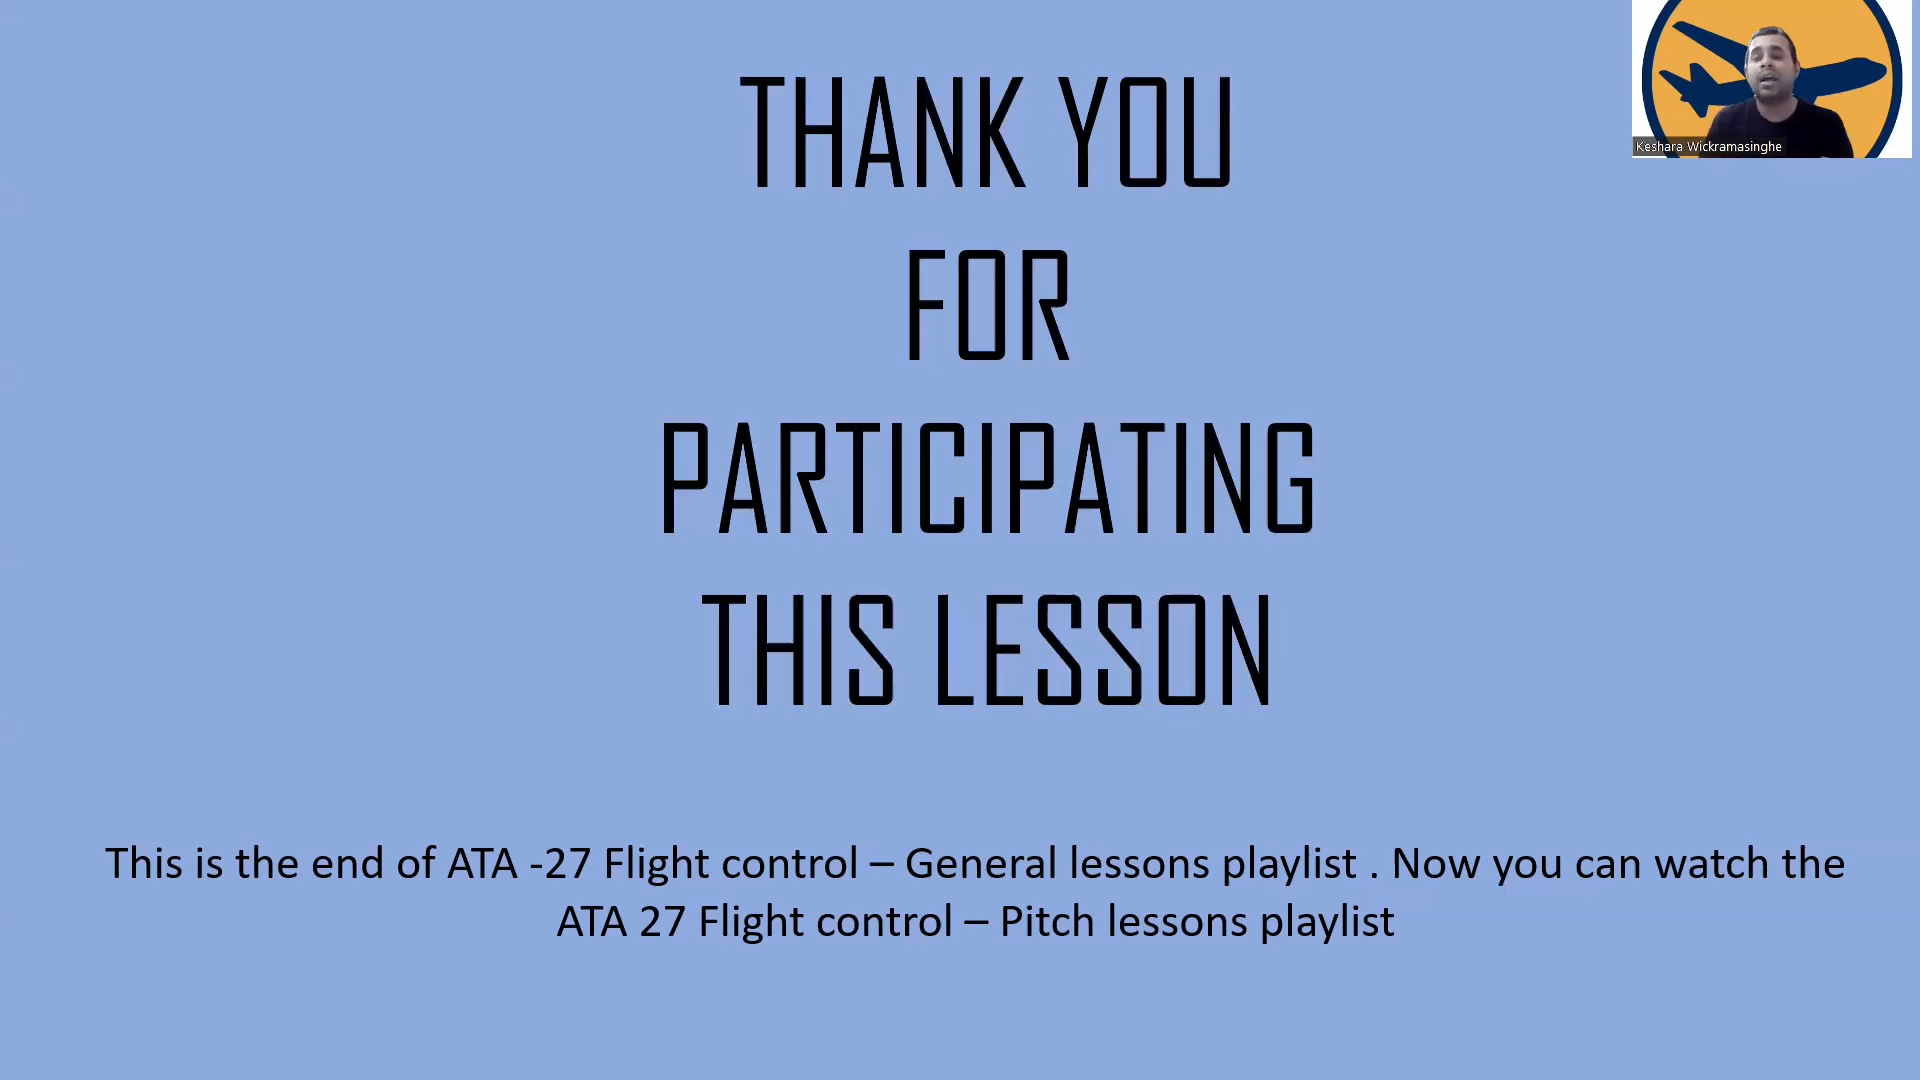 Keshara Wickramasinghe
THANK YOU
FOR
PARTICIPATING
THIS LESSON
This is the end of ATA -27 Flight control – General lessons playlist . Now you can watch the
ATA 27 Flight control – Pitch lessons playlist